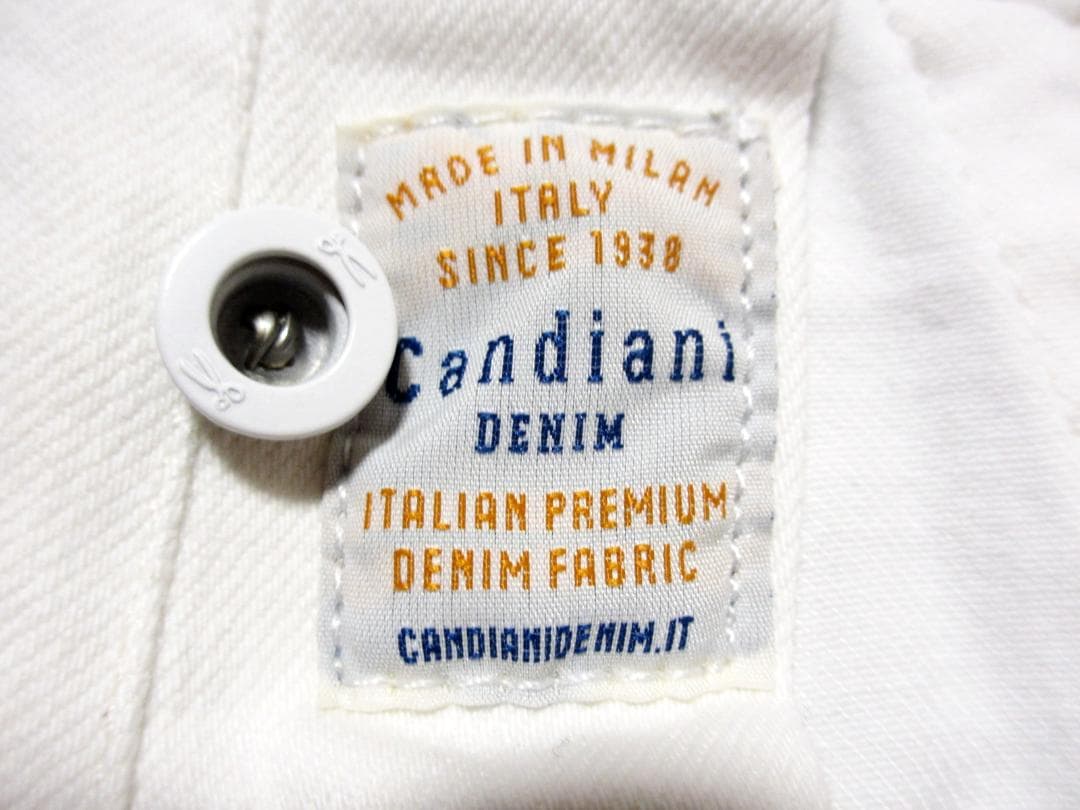 MADE IN MILAN
ITALY
SINCE 1938
Candiani
DENIM
ITALIAN PREMIUM
DENIM FABRIC
CANDIANIDENIM.IT